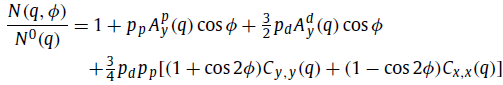 N(q, ϕ) / N⁰(q) = 1 + p_p A_y^p(q) cos ϕ + 3/2 p_d A_y^d(q) cos ϕ
+ 3/4 p_d p_p[(1 + cos 2ϕ)C_{y,y}(q) + (1 − cos 2ϕ)C_{x,x}(q)]